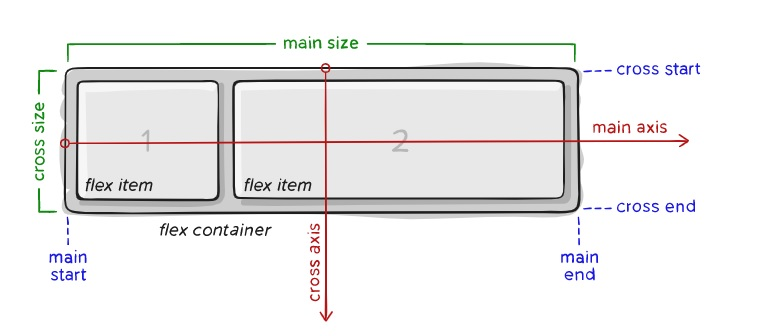 main size
cross start
cross size
1
2
main axis
flex item
flex item
cross end
flex container
cross axis
main
start
main
end